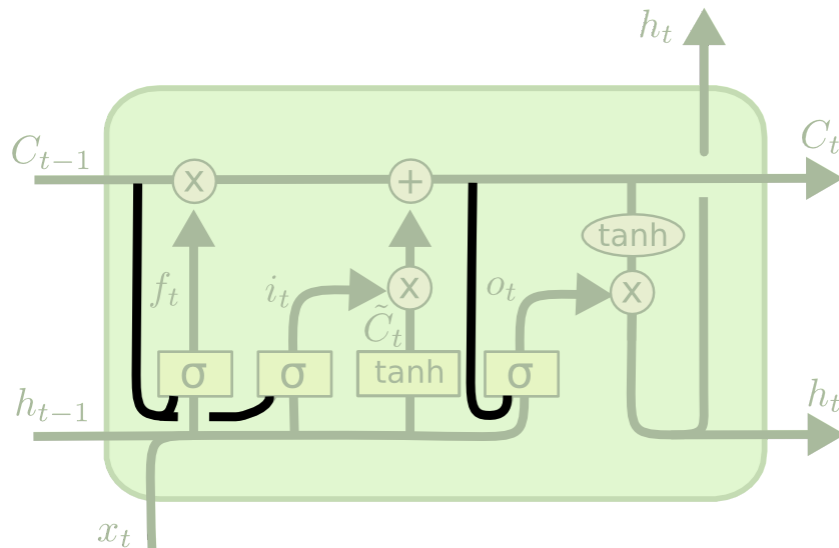 h_t
C_{t-1}
C_t
x
+
tanh
f_t
i_t
x
o_t
x
C̃_t
σ
σ
tanh
σ
h_{t-1}
h_t
x_t